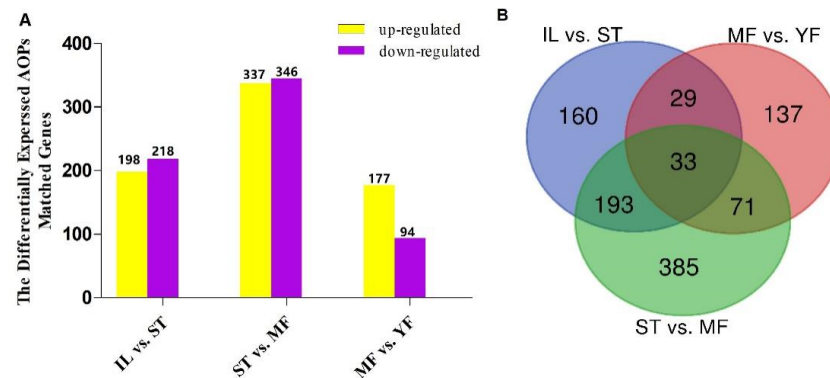 A
up-regulated
down-regulated
The Differentially Experssed AOPs
Matched Genes
400
300
200
100
0
198
218
337
346
177
94
IL vs. ST
ST vs. MF
MF vs. YF
B
IL vs. ST
MF vs. YF
160
29
137
33
193
71
385
ST vs. MF